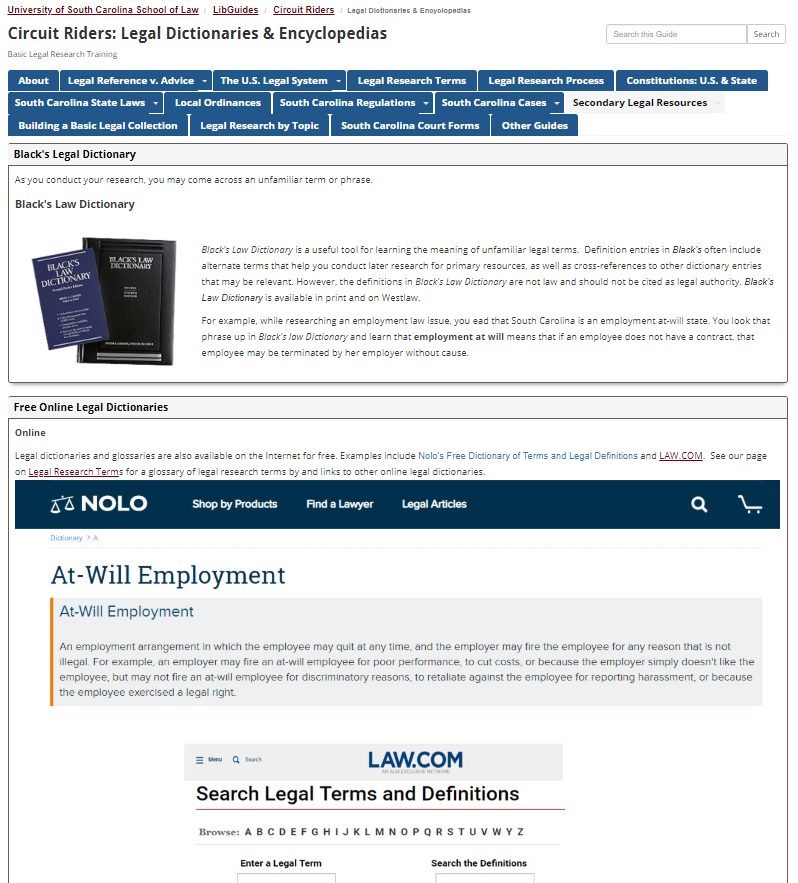 University of South Carolina School of Law / LibGuides / Circuit Riders / Legal Dictionaries & Encyclopedias
Circuit Riders: Legal Dictionaries & Encyclopedias
Search this Guide Search
Basic Legal Research Training
About Legal Reference v. Advice The U.S. Legal System Legal Research Terms Legal Research Process Constitutions: U.S. & State
South Carolina State Laws Local Ordinances South Carolina Regulations South Carolina Cases Secondary Legal Resources
Building a Basic Legal Collection Legal Research by Topic South Carolina Court Forms Other Guides
Black's Legal Dictionary
As you conduct your research, you may come across an unfamiliar term or phrase.
Black's Law Dictionary
BLACK'S LAW DICTIONARY
BLACK'S LAW DICTIONARY
Black's Law Dictionary is a useful tool for learning the meaning of unfamiliar legal terms. Definition entries in Black's often include
alternate terms that help you conduct later research for primary resources, as well as cross-references to other dictionary entries
that may be relevant. However, the definitions in Black's Law Dictionary are not law and should not be cited as legal authority. Black's
Law Dictionary is available in print and on Westlaw.
For example, while researching an employment law issue, you ead that South Carolina is an employment at-will state. You look that
phrase up in Black's law Dictionary and learn that employment at will means that if an employee does not have a contract, that
employee may be terminated by her employer without cause.
Free Online Legal Dictionaries
Online
Legal dictionaries and glossaries are also available on the Internet for free. Examples include Nolo's Free Dictionary of Terms and Legal Definitions and LAW.COM. See our page
on Legal Research Terms for a glossary of legal research terms by and links to other online legal dictionaries.
NOLO Shop by Products Find a Lawyer Legal Articles
Dictionary > A
At-Will Employment
At-Will Employment
An employment arrangement in which the employee may quit at any time, and the employer may fire the employee for any reason that is not
illegal. For example, an employer may fire an at-will employee for poor performance, to cut costs, or because the employer simply doesn't like the
employee, but may not fire an at-will employee for discriminatory reasons, to retaliate against the employee for reporting harassment, or because
the employee exercised a legal right.
Menu Search LAW.COM
AN ALM EXCLUSIVE NETWORK
Search Legal Terms and Definitions
Browse: A B C D E F G H I J K L M N O P Q R S T U V W Y Z
Enter a Legal Term Search the Definitions